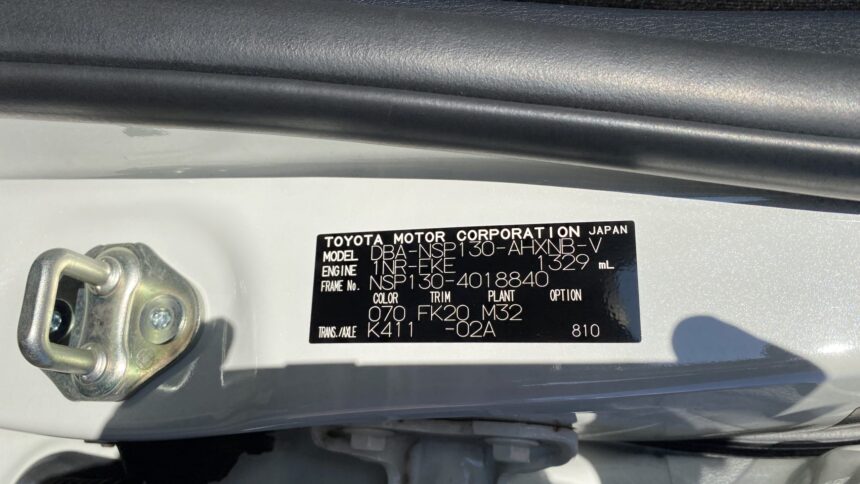 TOYOTA MOTOR CORPORATION JAPAN
MODEL DBA-NSP130-AHXNB-V
ENGINE 1NR-FKE 1329 mL
FRAME No. NSP130-4018840
COLOR TRIM PLANT OPTION
070 FK20 M32
TRANS./AXLE K411 -02A 810